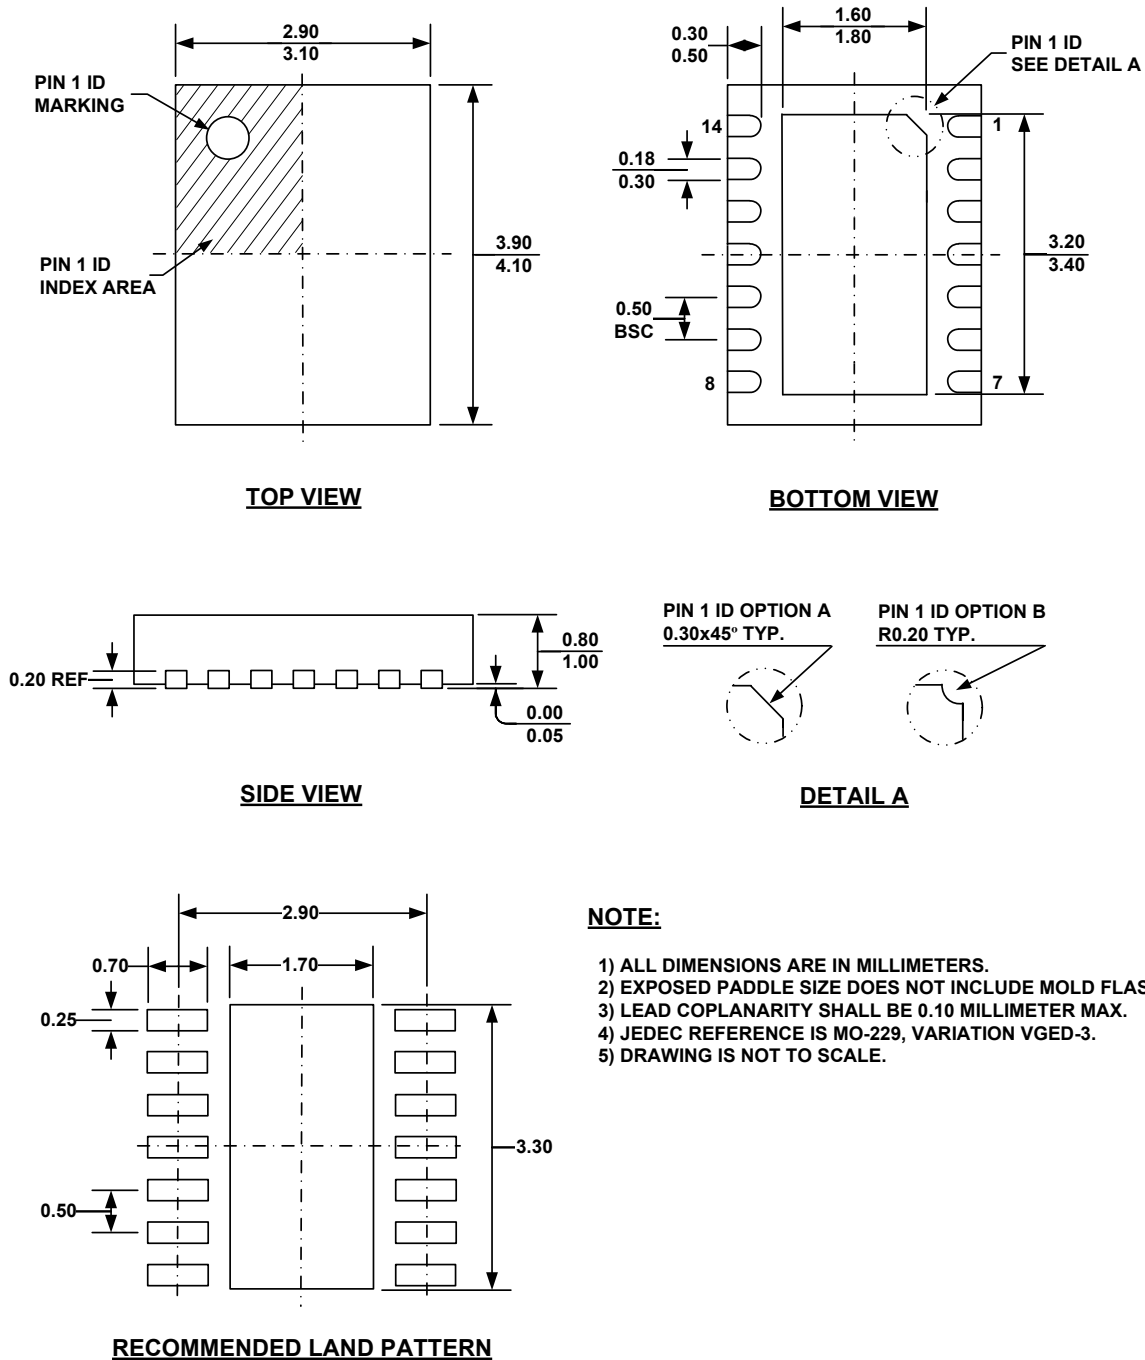 2.90
3.10
PIN 1 ID
MARKING
PIN 1 ID
INDEX AREA
3.90
4.10
TOP VIEW
1.60
1.80
0.30
0.50
PIN 1 ID
SEE DETAIL A
14
1
0.18
0.30
3.20
3.40
0.50
BSC
8
7
BOTTOM VIEW
0.20 REF
0.80
1.00
0.00
0.05
SIDE VIEW
PIN 1 ID OPTION A
0.30x45º TYP.
PIN 1 ID OPTION B
R0.20 TYP.
DETAIL A
2.90
0.70
1.70
0.25
0.50
3.30
RECOMMENDED LAND PATTERN
NOTE:
1) ALL DIMENSIONS ARE IN MILLIMETERS.
2) EXPOSED PADDLE SIZE DOES NOT INCLUDE MOLD FLAS
3) LEAD COPLANARITY SHALL BE 0.10 MILLIMETER MAX.
4) JEDEC REFERENCE IS MO-229, VARIATION VGED-3.
5) DRAWING IS NOT TO SCALE.